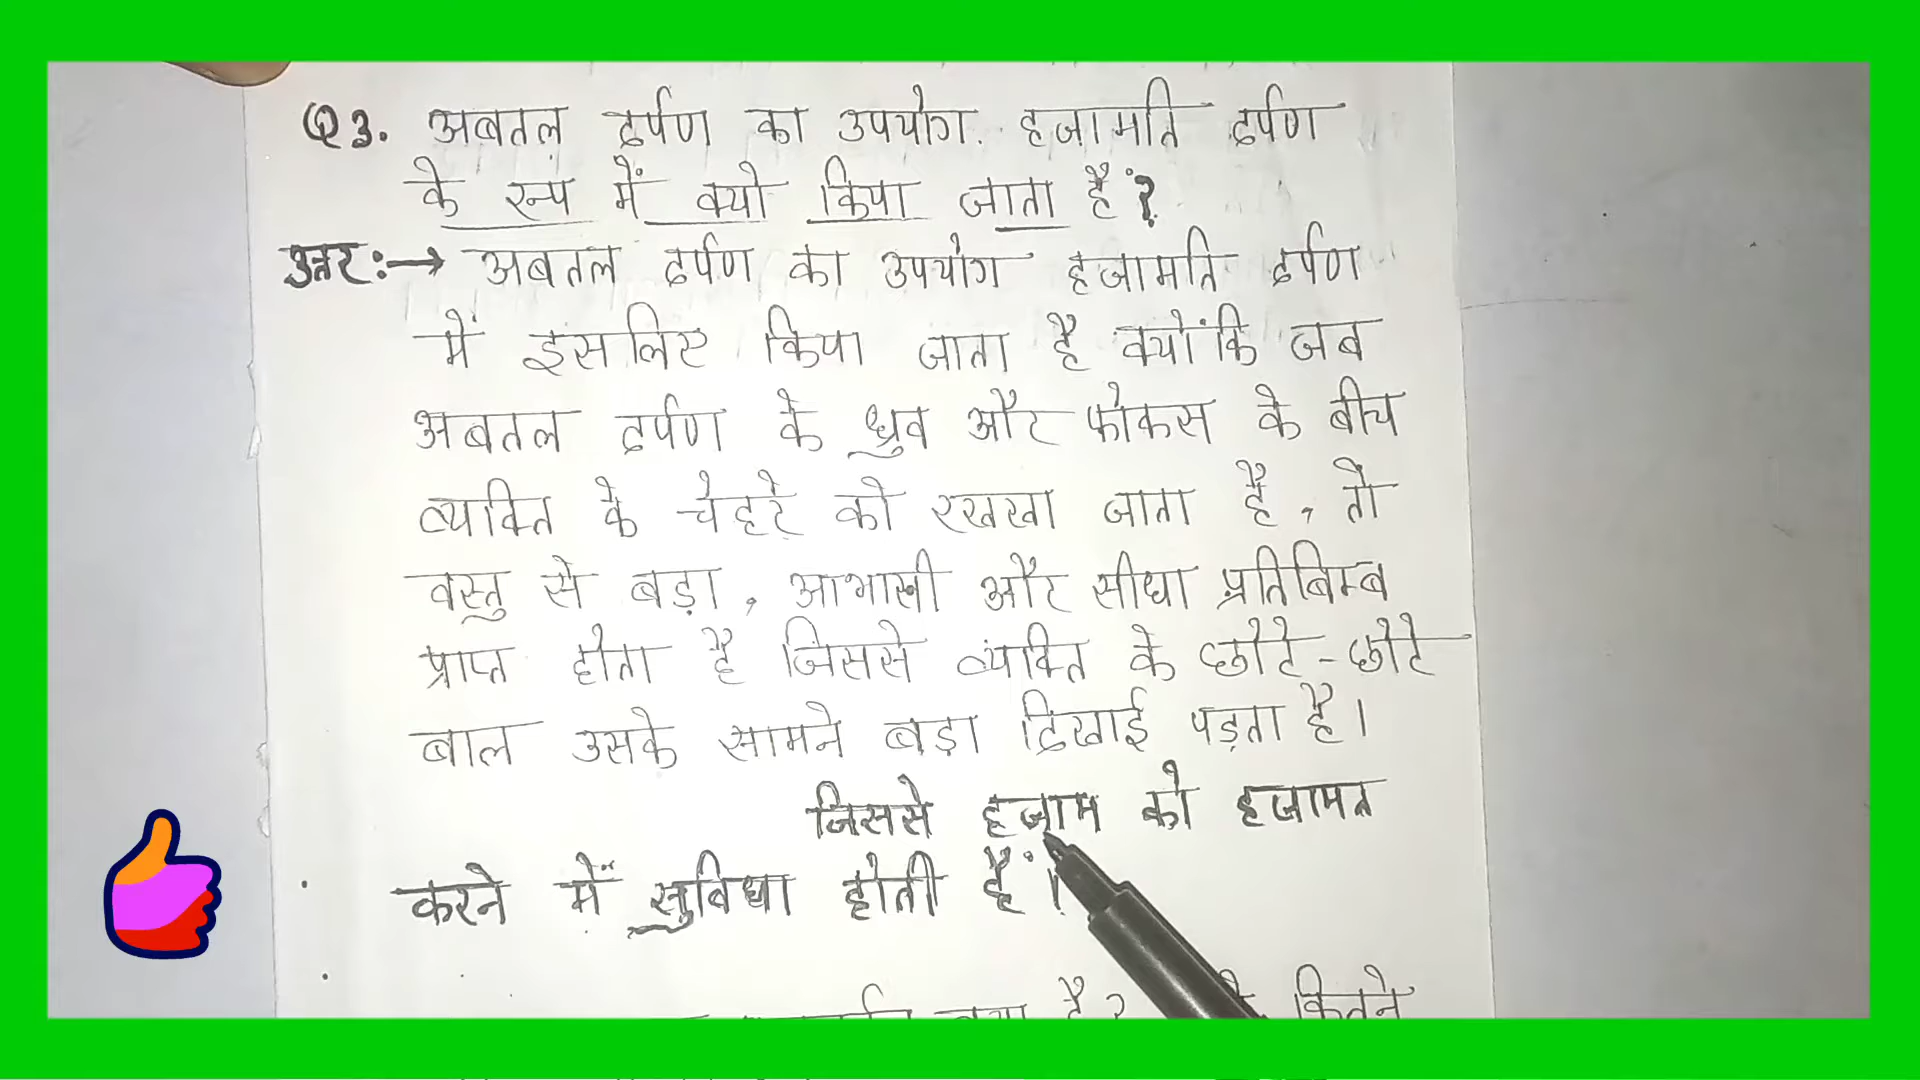 Q3. अबतल दर्पण का उपयोग हजामति दर्पण
के रूप में क्यो किया जाता है?
उत्तर:→ अबतल दर्पण का उपयोग हजामति दर्पण
में इसलिए किया जाता है क्योंकि जब
अबतल दर्पण के ध्रुव और फोकस के बीच
व्यक्ति के चेहरे को रखखा जाता है, तो
वस्तु से बड़ा, आभासी और सीधा प्रतिबिम्ब
प्राप्त होता है जिससे व्यक्ति के छोटे-छोटे
बाल उसके सामने बड़ा दिखाई पड़ता है।
जिससे हजाम को हजामत
करने में सुविधा होती है।
है? कितने